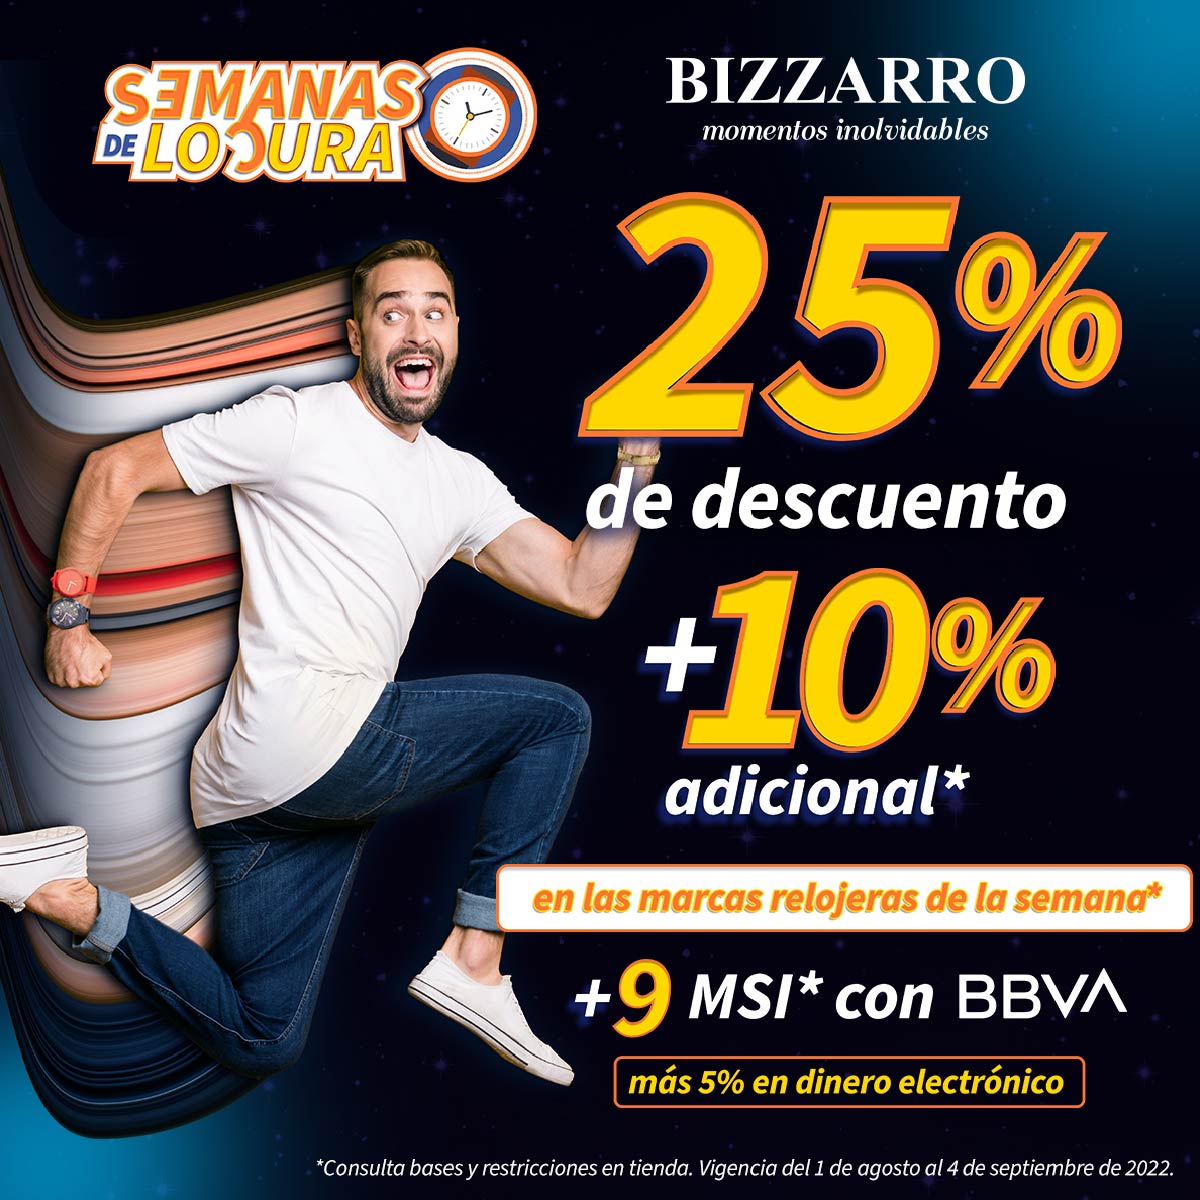 SEMANAS
DE LOCURA
BIZZARRO
momentos inolvidables
25%
de descuento
+10%
adicional*
en las marcas relojeras de la semana*
+9 MSI* con BBVA
más 5% en dinero electrónico
*Consulta bases y restricciones en tienda. Vigencia del 1 de agosto al 4 de septiembre de 2022.